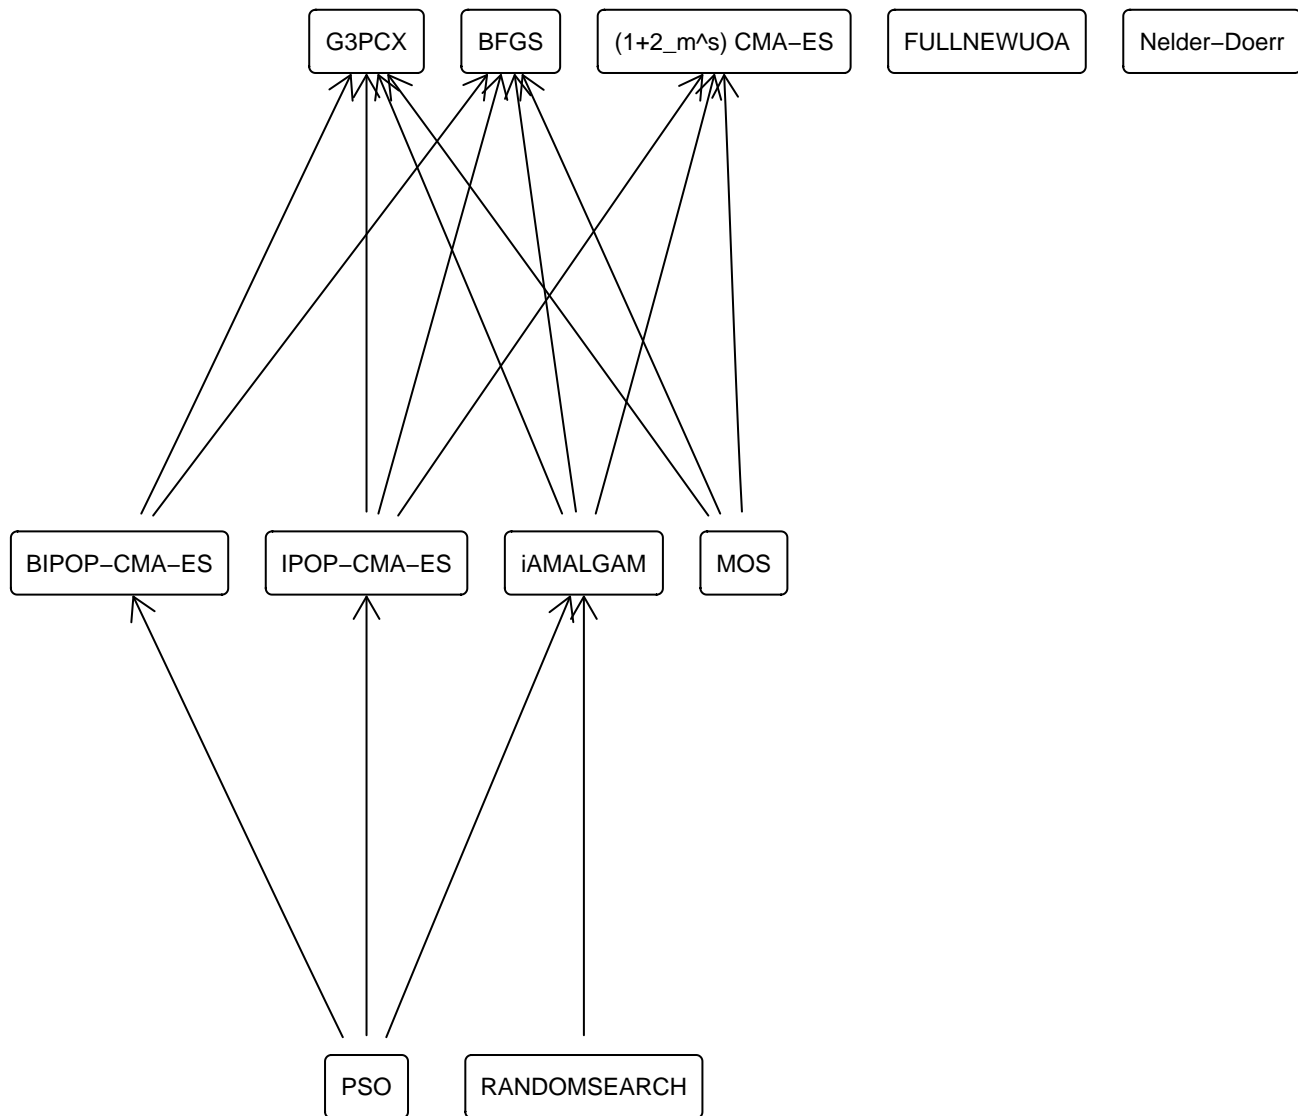 G3PCX
BFGS
(1+2_m^s) CMA−ES
FULLNEWUOA
Nelder−Doerr
BIPOP−CMA−ES
IPOP−CMA−ES
iAMALGAM
MOS
PSO
RANDOMSEARCH